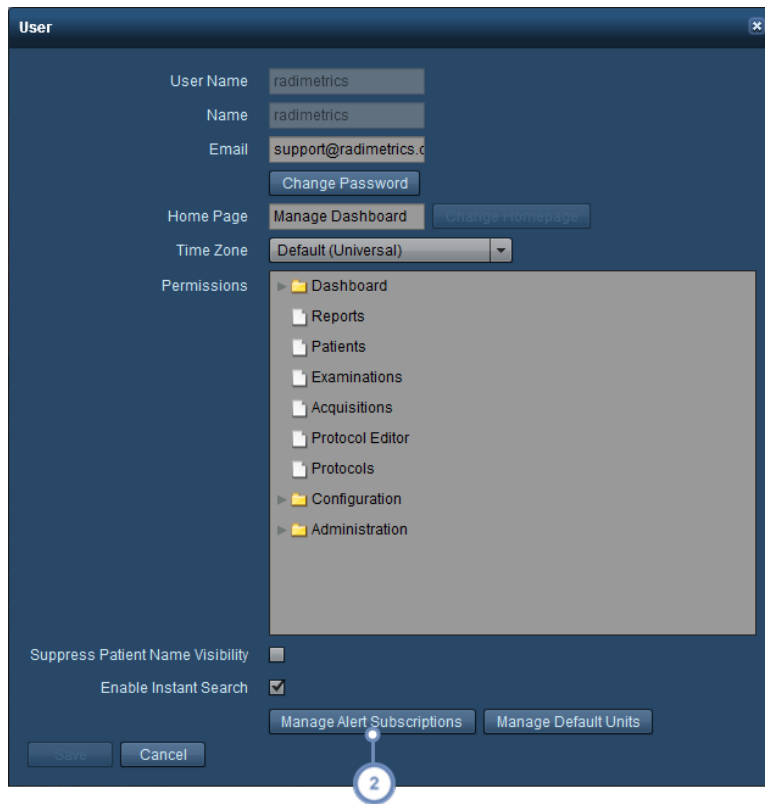 User
User Name radimetrics
Name radimetrics
Email support@radimetrics.c
Change Password
Home Page Manage Dashboard Change Homepage
Time Zone Default (Universal)
Permissions Dashboard
Reports
Patients
Examinations
Acquisitions
Protocol Editor
Protocols
Configuration
Administration
Suppress Patient Name Visibility
Enable Instant Search
Manage Alert Subscriptions Manage Default Units
Save Cancel
2